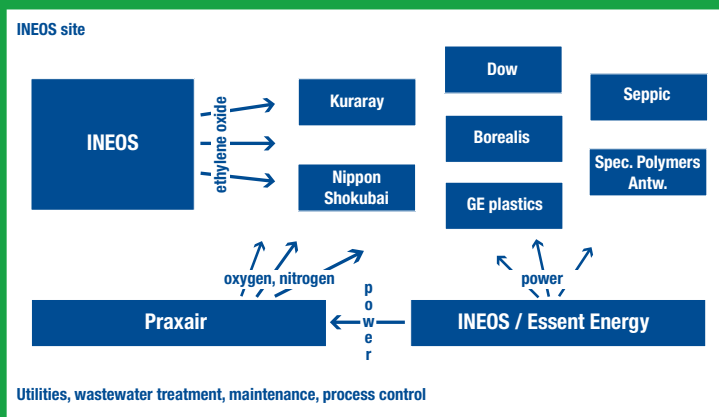 INEOS site
INEOS
ethylene oxide
Kuraray
Nippon
Shokubai
Dow
Borealis
GE plastics
Seppic
Spec. Polymers
Antw.
oxygen, nitrogen
power
power
Praxair
INEOS / Essent Energy
Utilities, wastewater treatment, maintenance, process control